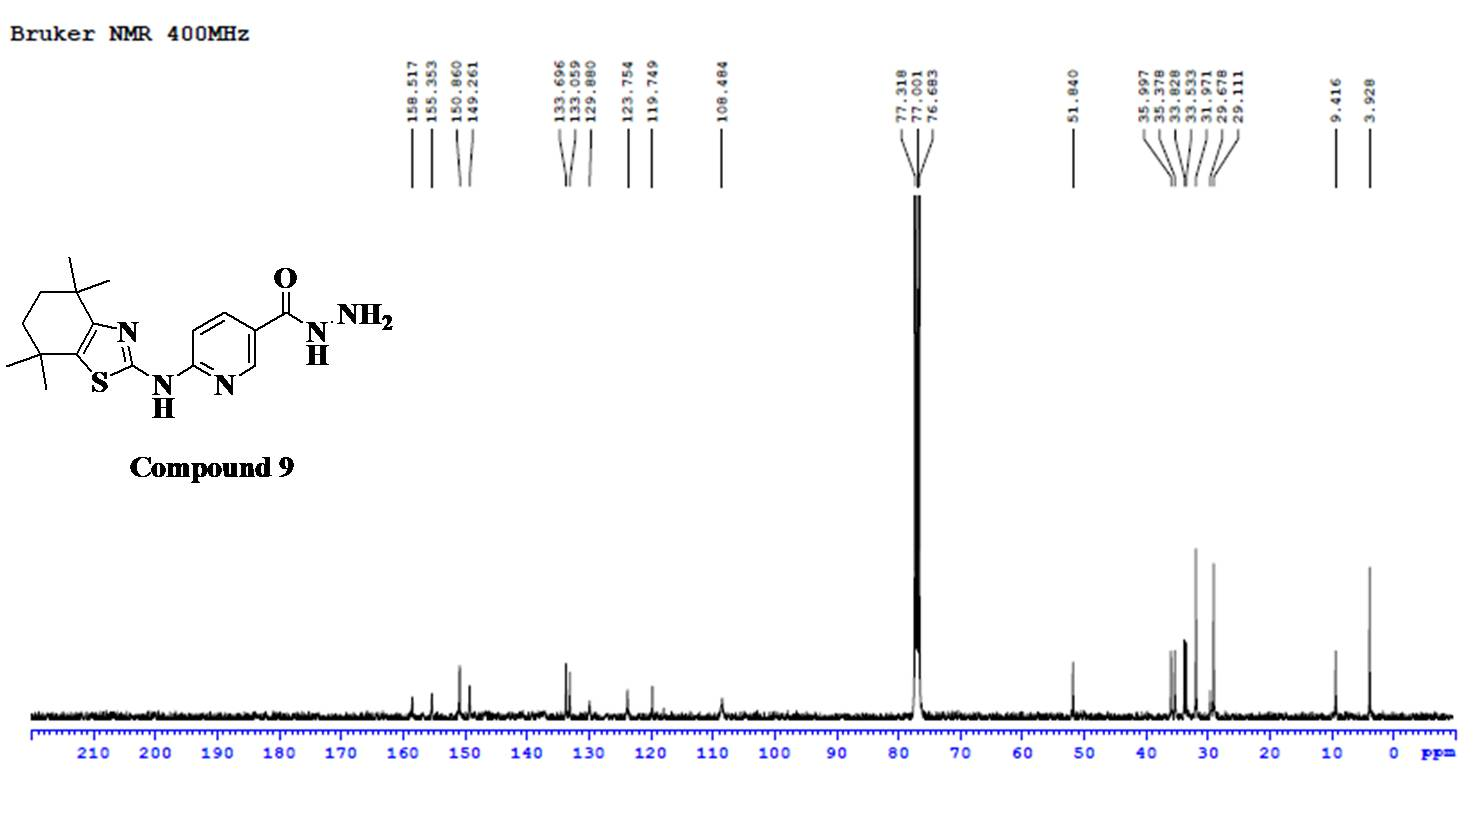 Bruker NMR 400MHz
158.517
155.353
150.860
149.261
133.696
133.059
129.880
123.754
119.749
108.484
77.318
77.001
76.683
51.840
35.997
35.378
33.828
33.533
31.971
29.678
29.111
9.416
3.928
O
N
NH2
N
H
S
N
H
N
Compound 9
210 200 190 180 170 160 150 140 130 120 110 100 90 80 70 60 50 40 30 20 10 0 ppm